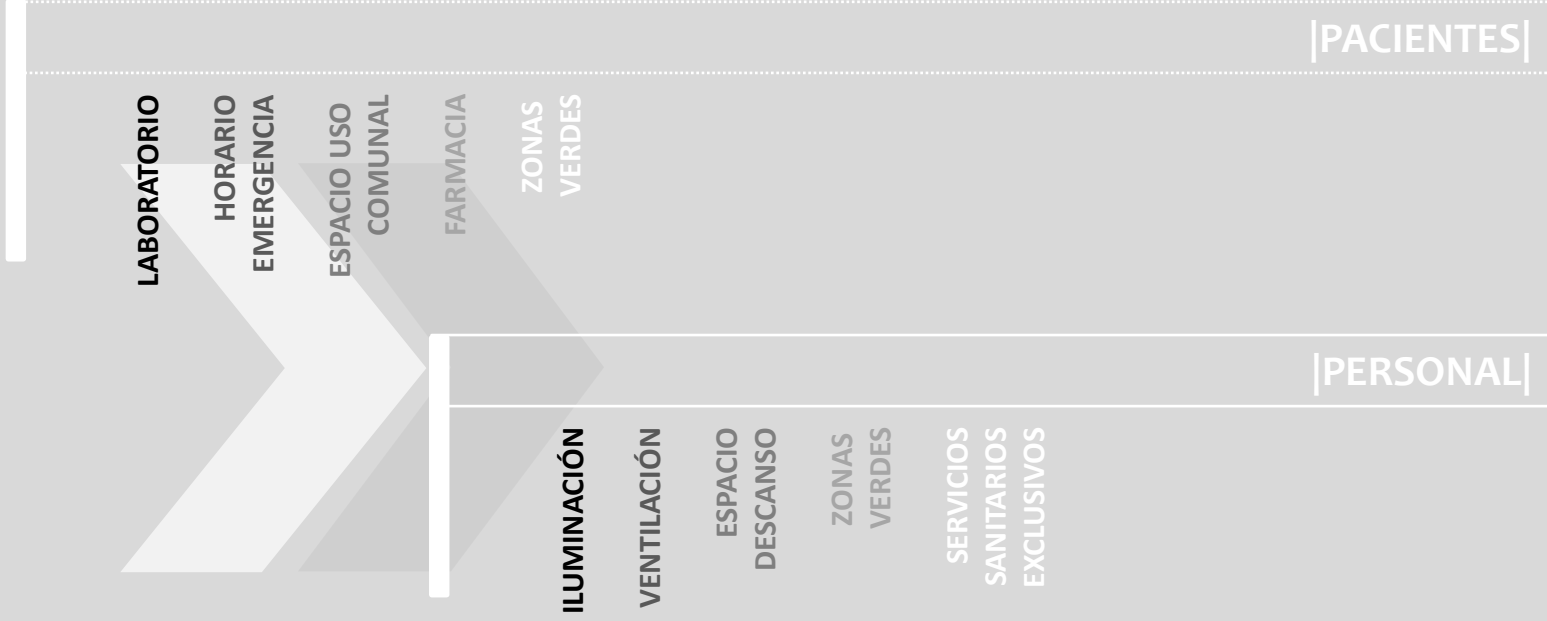 |PACIENTES|
LABORATORIO
HORARIO
EMERGENCIA
ESPACIO USO
COMUNAL
FARMACIA
ZONAS
VERDES
|PERSONAL|
ILUMINACIÓN
VENTILACIÓN
ESPACIO
DESCANSO
ZONAS
VERDES
SERVICIOS
SANITARIOS
EXCLUSIVOS